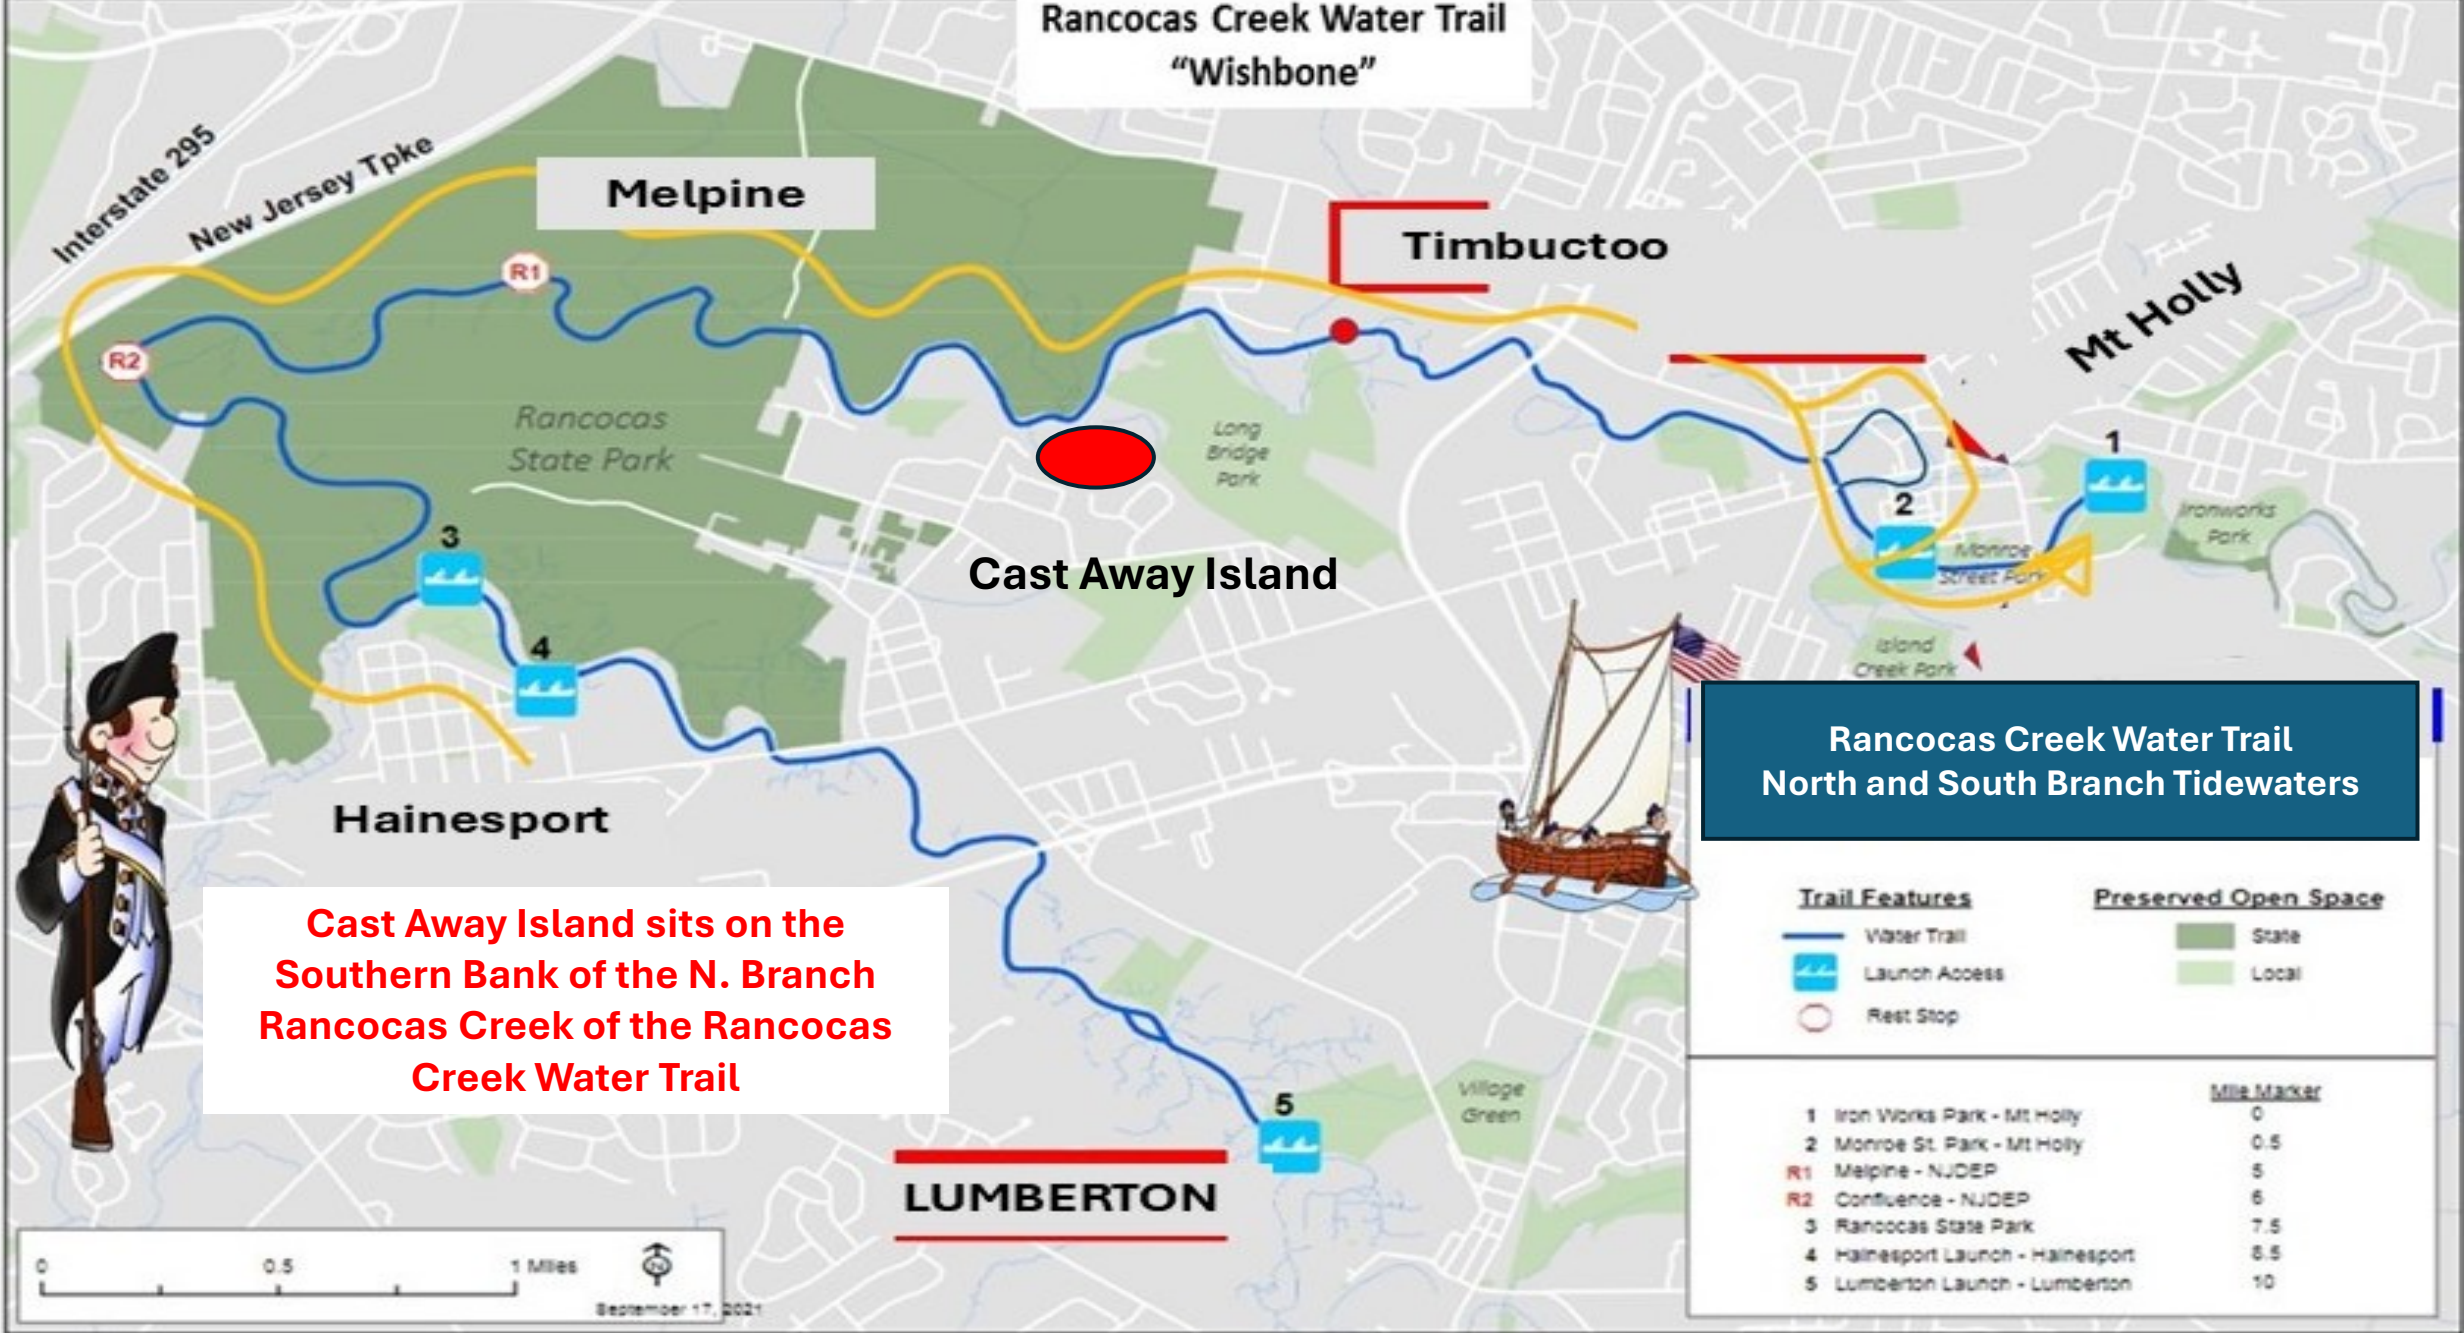 Rancocas Creek Water Trail
“Wishbone”
Interstate 295
New Jersey Tpke
Melpine
Timbuctoo
Mt Holly
R1
R2
Rancocas
State Park
Long
Bridge
Park
1
2
Ironworks
Park
Monroe
Street Park
3
Cast Away Island
4
Island
Creek Park
Rancocas Creek Water Trail
North and South Branch Tidewaters
Hainesport
Cast Away Island sits on the
Southern Bank of the N. Branch
Rancocas Creek of the Rancocas
Creek Water Trail
Trail Features
Water Trail
Launch Access
Rest Stop
Preserved Open Space
State
Local
5
Village
Green
LUMBERTON
Mile Marker
1 Iron Works Park - Mt Holly 0
2 Monroe St. Park - Mt Holly 0.5
R1 Melpine - NJDEP 5
R2 Confluence - NJDEP 6
3 Rancocas State Park 7.5
4 Hainesport Launch - Hainesport 8.5
5 Lumberton Launch - Lumberton 10
0 0.5 1 Miles
N
September 17, 2021